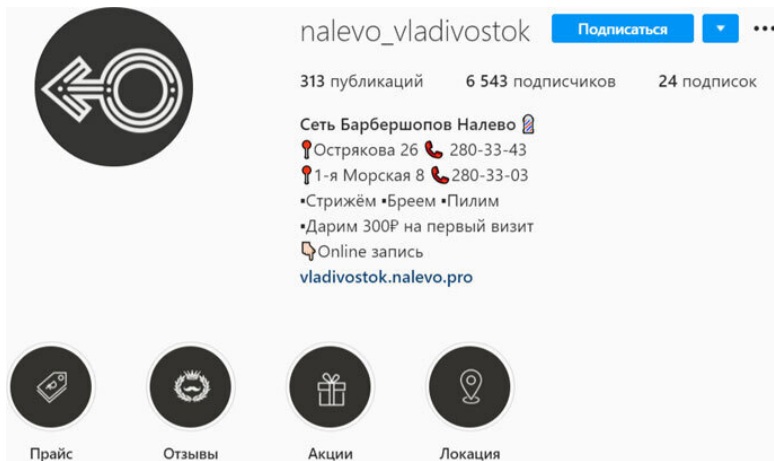 nalevo_vladivostok Подписаться
313 публикаций 6 543 подписчиков 24 подписок
Сеть Барбершопов Налево 💈
📍Острякова 26 📞 280-33-43
📍1-я Морская 8 📞280-33-03
▪Стрижём ▪Бреем ▪Пилим
▪Дарим 300₽ на первый визит
👇🏻Online запись
vladivostok.nalevo.pro
Прайс Отзывы Акции Локация